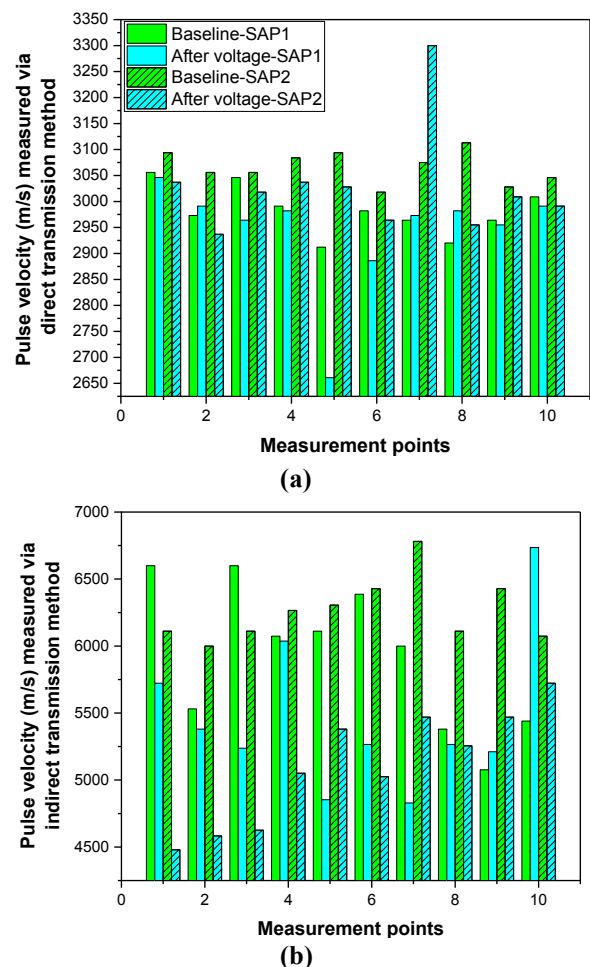 3350
3300
3250
3200
3150
3100
3050
3000
2950
2900
2850
2800
2750
2700
2650
Pulse velocity (m/s) measured via
direct transmission method
Baseline-SAP1
After voltage-SAP1
Baseline-SAP2
After voltage-SAP2
0 2 4 6 8 10
Measurement points
(a)
7000
6500
6000
5500
5000
4500
Pulse velocity (m/s) measured via
indirect transmission method
0 2 4 6 8 10
Measurement points
(b)